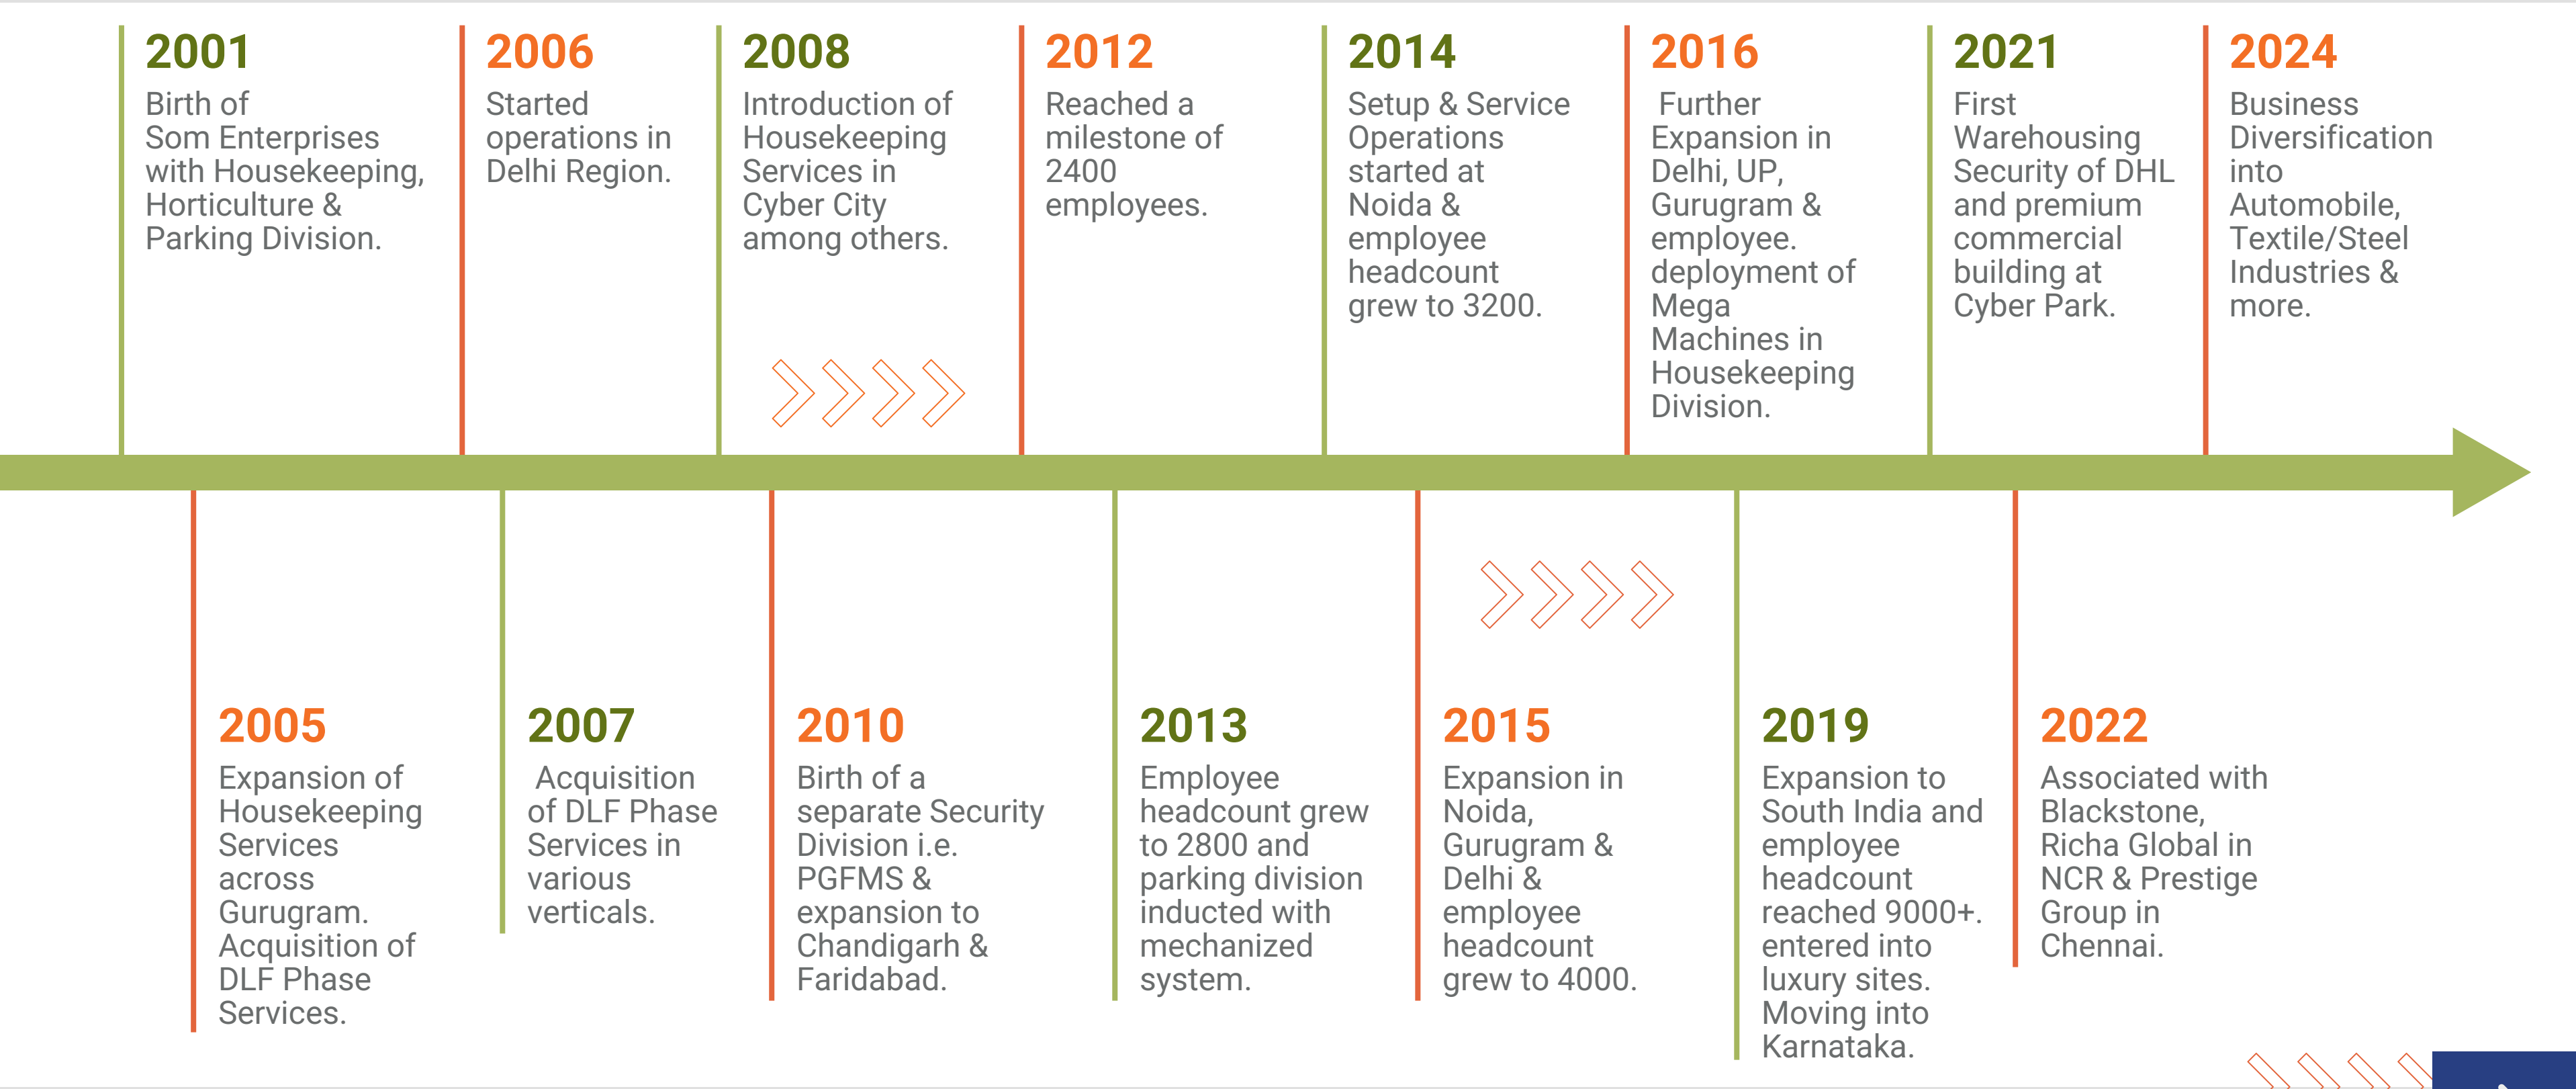 2001
Birth of
Som Enterprises
with Housekeeping,
Horticulture &
Parking Division.
2006
Started
operations in
Delhi Region.
2008
Introduction of
Housekeeping
Services in
Cyber City
among others.
2012
Reached a
milestone of
2400
employees.
2014
Setup & Service
Operations
started at
Noida &
employee
headcount
grew to 3200.
2016
Further
Expansion in
Delhi, UP,
Gurugram &
employee.
deployment of
Mega
Machines in
Housekeeping
Division.
2021
First
Warehousing
Security of DHL
and premium
commercial
building at
Cyber Park.
2024
Business
Diversification
into
Automobile,
Textile/Steel
Industries &
more.
2005
Expansion of
Housekeeping
Services
across
Gurugram.
Acquisition of
DLF Phase
Services.
2007
Acquisition
of DLF Phase
Services in
various
verticals.
2010
Birth of a
separate Security
Division i.e.
PGFMS &
expansion to
Chandigarh &
Faridabad.
2013
Employee
headcount grew
to 2800 and
parking division
inducted with
mechanized
system.
2015
Expansion in
Noida,
Gurugram &
Delhi &
employee
headcount
grew to 4000.
2019
Expansion to
South India and
employee
headcount
reached 9000+.
entered into
luxury sites.
Moving into
Karnataka.
2022
Associated with
Blackstone,
Richa Global in
NCR & Prestige
Group in
Chennai.